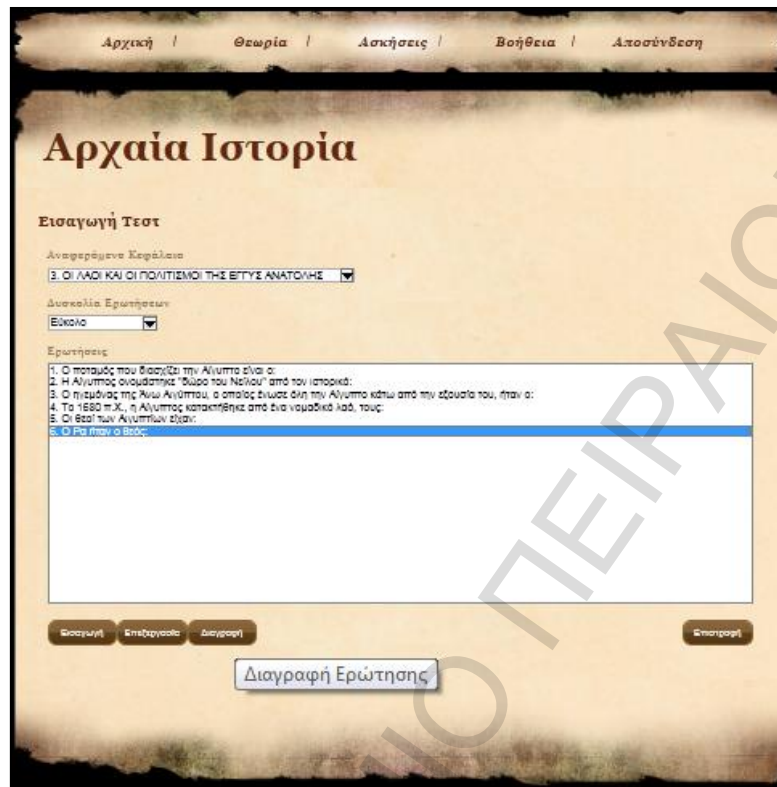 Αρχική / Θεωρία / Ασκήσεις / Βοήθεια / Αποσύνδεση
Αρχαία Ιστορία
Εισαγωγή Τεστ
Αναφερόμενο Κεφάλαιο
3. ΟΙ ΛΑΟΙ ΚΑΙ ΟΙ ΠΟΛΙΤΙΣΜΟΙ ΤΗΣ ΕΓΓΥΣ ΑΝΑΤΟΛΗΣ
Δυσκολία Ερωτήσεων
Εύκολο
Ερωτήσεις
1. Ο ποταμός που διασχίζει την Αίγυπτο είναι ο:
2. Η Αίγυπτος ονομάστηκε "δώρο του Νείλου" από τον ιστορικό:
3. Ο ηγεμόνας της Άνω Αιγύπτου, ο οποίος ένωσε όλη την Αίγυπτο κάτω από την εξουσία του, ήταν ο:
4. Το 1680 π.Χ., η Αίγυπτος κατακτήθηκε από ένα νομαδικό λαό, τους:
5. Οι θεοί των Αιγυπτίων είχαν:
6. Ο Ρα ήταν ο θεός:
Εισαγωγή Επεξεργασία Διαγραφή Επιστροφή
Διαγραφή Ερώτησης
ΝΟ ΠΕΙΡΑΙΩ